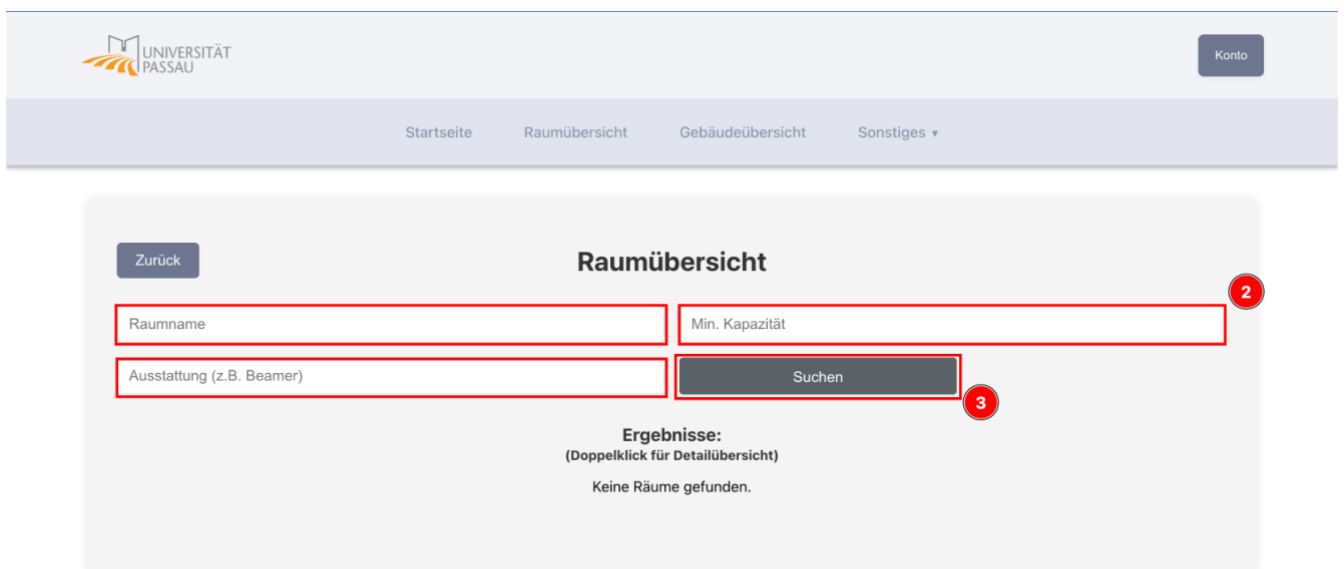 UNIVERSITÄT
PASSAU
Konto
Startseite Raumübersicht Gebäudeübersicht Sonstiges ▾
Zurück
Raumübersicht
2
Raumname
Min. Kapazität
Ausstattung (z.B. Beamer)
Suchen
3
Ergebnisse:
(Doppelklick für Detailübersicht)
Keine Räume gefunden.